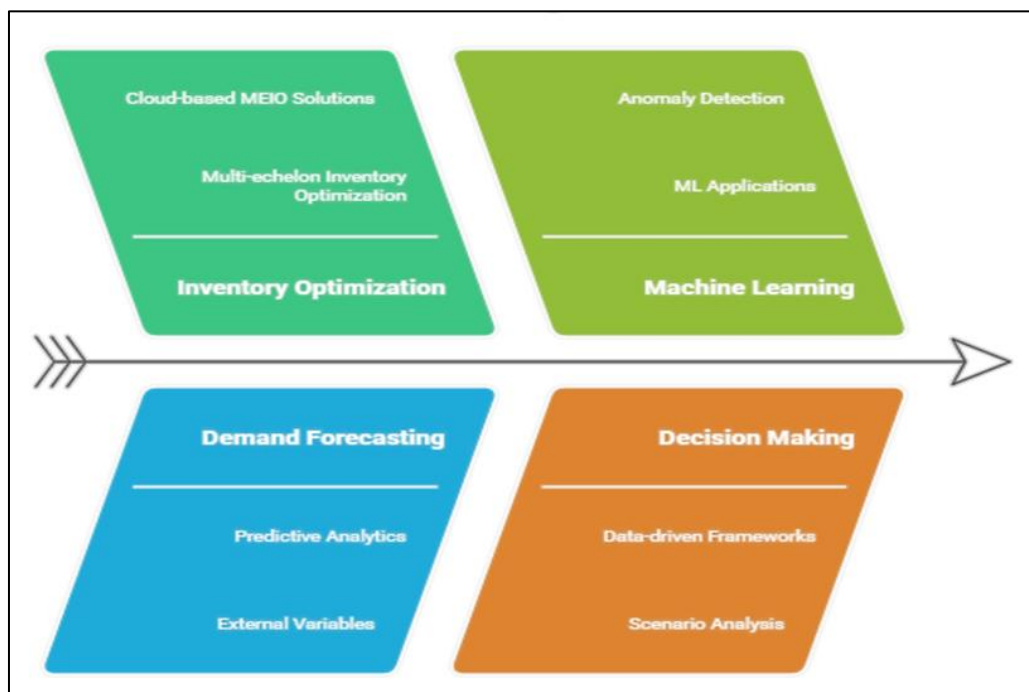 Cloud-based MEIO Solutions
Multi-echelon Inventory
Optimization
Inventory Optimization
Anomaly Detection
ML Applications
Machine Learning
Demand Forecasting
Predictive Analytics
External Variables
Decision Making
Data-driven Frameworks
Scenario Analysis